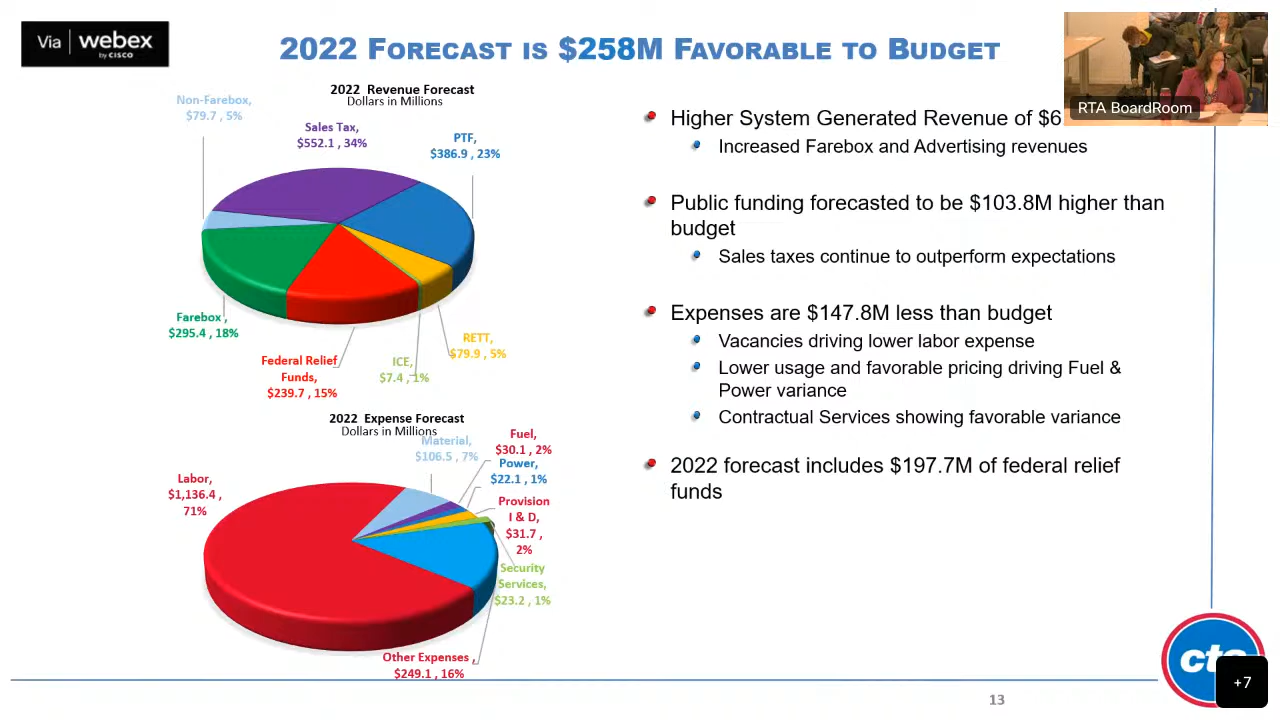 Via webex
by CISCO
2022 FORECAST IS $258M FAVORABLE TO BUDGET
RTA BoardRoom
2022 Revenue Forecast
Dollars in Millions
Non-Farebox,
$79.7 , 5%
Sales Tax,
$552.1 , 34%
PTF,
$386.9 , 23%
Farebox ,
$295.4 , 18%
Federal Relief
Funds,
$239.7 , 15%
ICE,
$7.4 , 1%
RETT,
$79.9 , 5%
2022 Expense Forecast
Dollars in Millions
Material,
$106.5 , 7%
Fuel,
$30.1 , 2%
Power,
$22.1 , 1%
Labor,
$1,136.4 ,
71%
Provision
I & D,
$31.7 ,
2%
Security
Services,
$23.2 , 1%
Other Expenses ,
$249.1 , 16%
Higher System Generated Revenue of $6
Increased Farebox and Advertising revenues
Public funding forecasted to be $103.8M higher than
budget
Sales taxes continue to outperform expectations
Expenses are $147.8M less than budget
Vacancies driving lower labor expense
Lower usage and favorable pricing driving Fuel &
Power variance
Contractual Services showing favorable variance
2022 forecast includes $197.7M of federal relief
funds
cta
+7
13